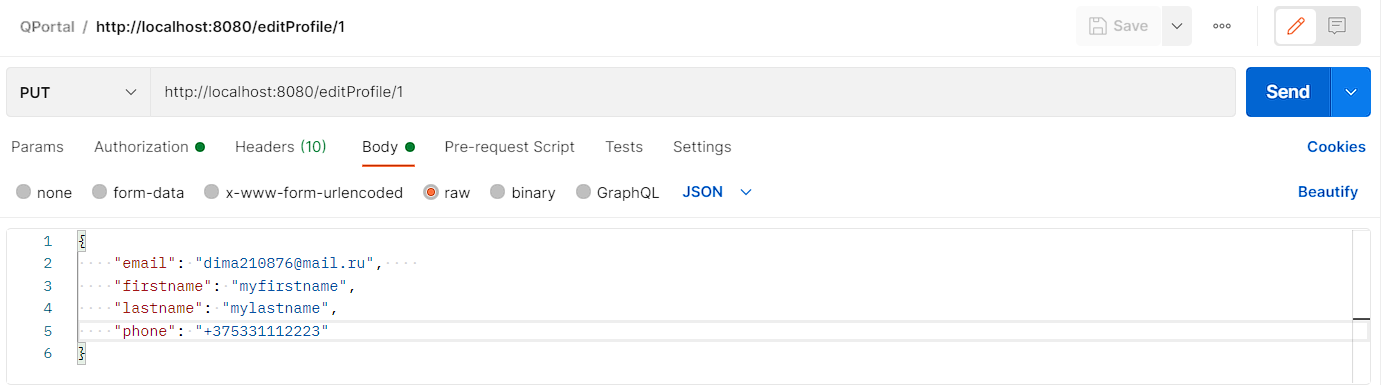 QPortal / http://localhost:8080/editProfile/1
Save
PUT http://localhost:8080/editProfile/1 Send
Params Authorization Headers (10) Body Pre-request Script Tests Settings Cookies
none form-data x-www-form-urlencoded raw binary GraphQL JSON Beautify
1 {
2 "email": "dima210876@mail.ru",
3 "firstname": "myfirstname",
4 "lastname": "mylastname",
5 "phone": "+375331112223"
6 }